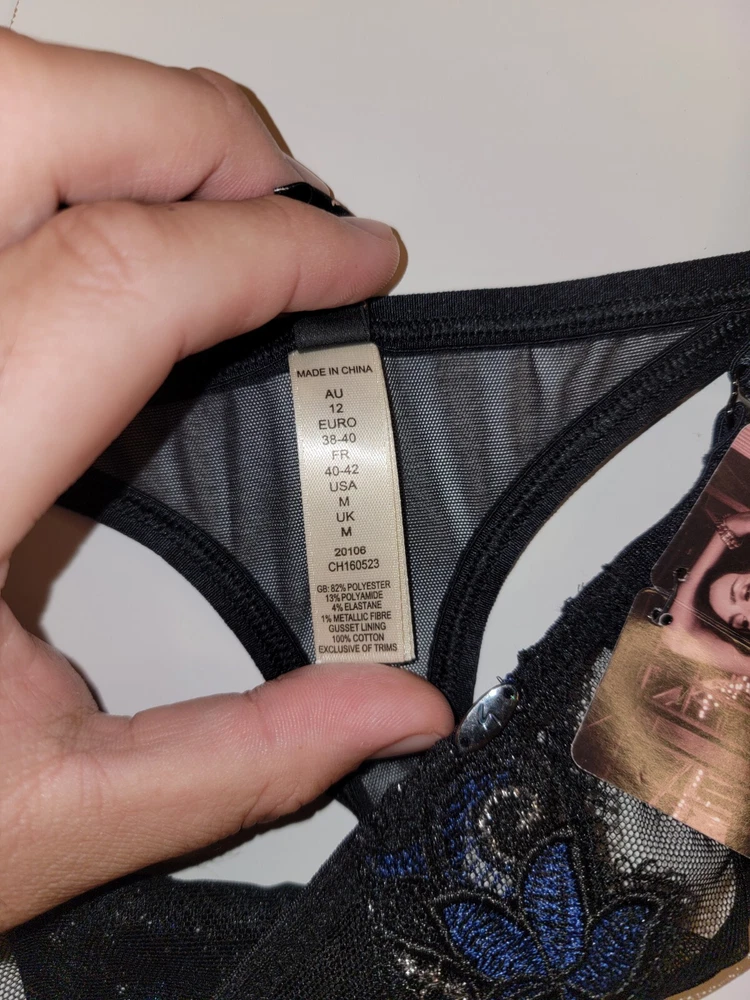 MADE IN CHINA
AU
12
EURO
38-40
FR
40-42
USA
M
UK
M
20106
CH160523
GB: 82% POLYESTER
13% POLYAMIDE
4% ELASTANE
1% METALLIC FIBRE
GUSSET LINING
100% COTTON
EXCLUSIVE OF TRIMS